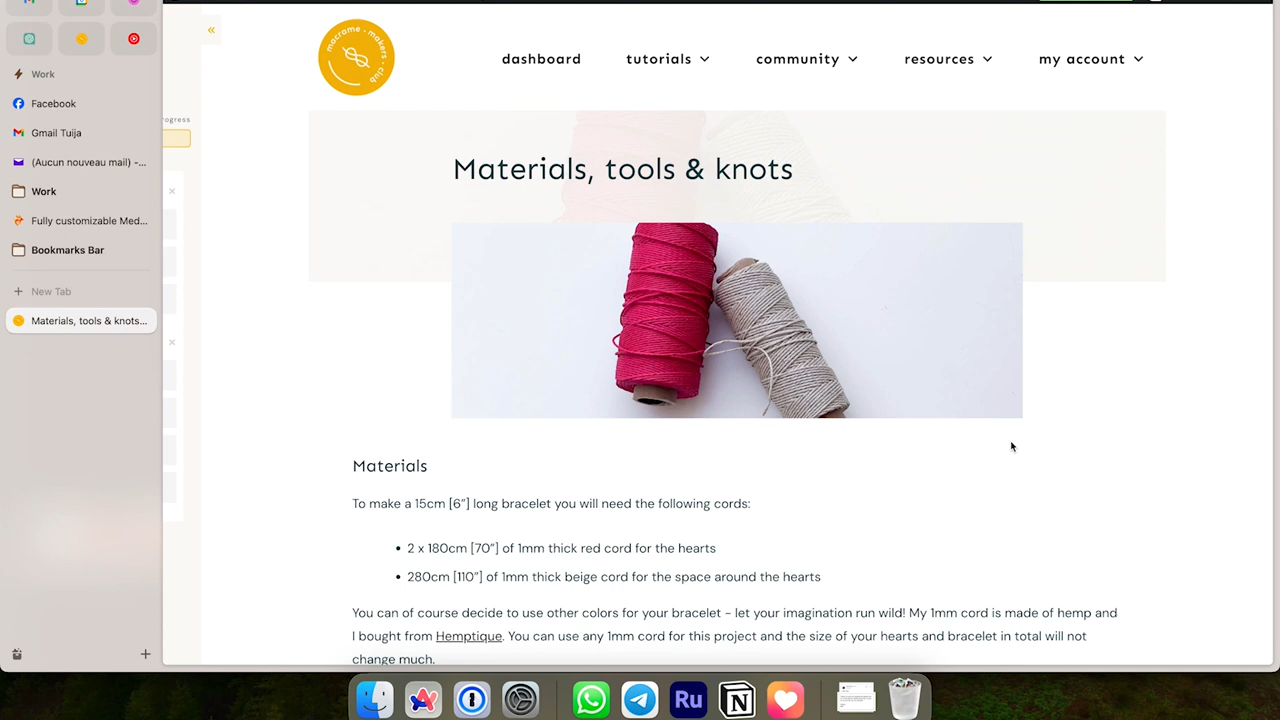 macrame • makers • club
dashboard
tutorials
community
resources
my account
Work
Facebook
Gmail Tuija
(Aucun nouveau mail) -...
Work
Fully customizable Med...
Bookmarks Bar
New Tab
Materials, tools & knots...
rogress
Materials, tools & knots
Materials
To make a 15cm [6”] long bracelet you will need the following cords:
• 2 x 180cm [70”] of 1mm thick red cord for the hearts
• 280cm [110”] of 1mm thick beige cord for the space around the hearts
You can of course decide to use other colors for your bracelet – let your imagination run wild! My 1mm cord is made of hemp and
I bought from Hemptique. You can use any 1mm cord for this project and the size of your hearts and bracelet in total will not
change much.
Ru